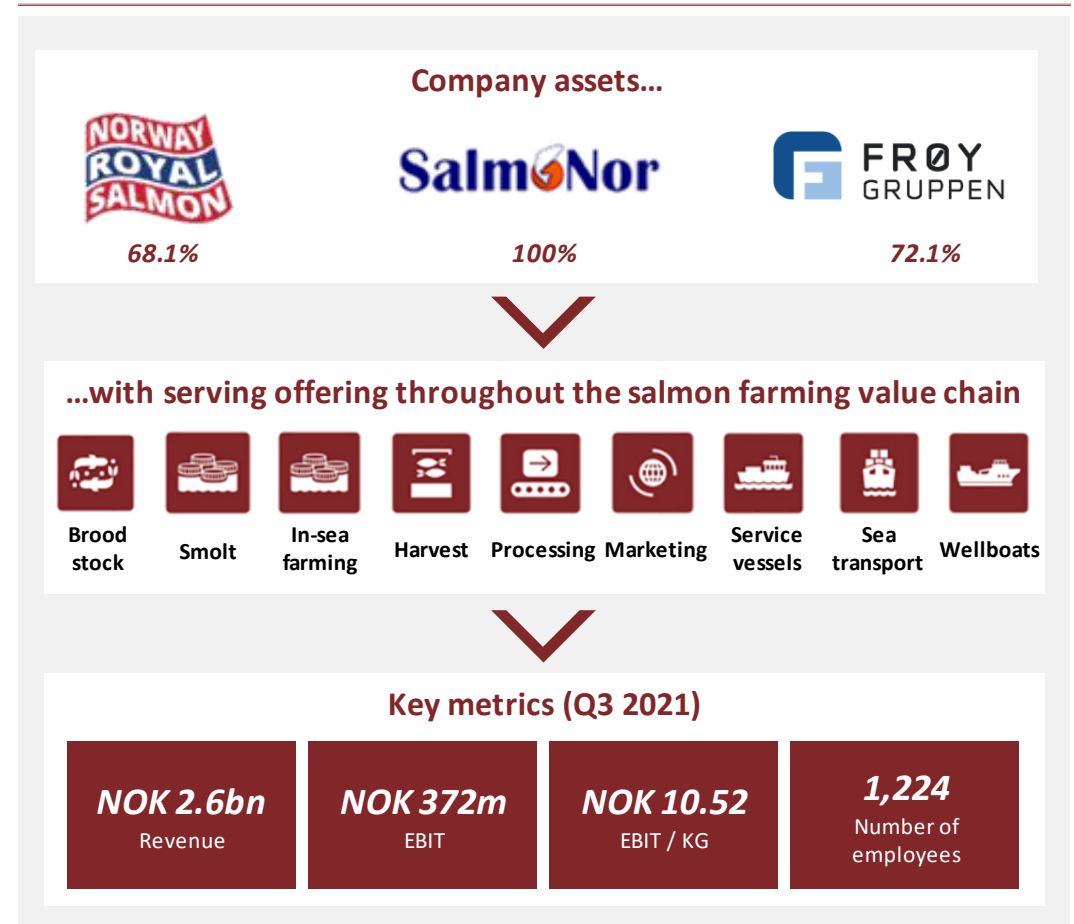 Company assets…
NORWAY
ROYAL
SALMON
SalmoNor
FRØY
GRUPPEN
68.1%
100%
72.1%
…with serving offering throughout the salmon farming value chain
Brood
stock
Smolt
In-sea
farming
Harvest
Processing
Marketing
Service
vessels
Sea
transport
Wellboats
Key metrics (Q3 2021)
NOK 2.6bn
Revenue
NOK 372m
EBIT
NOK 10.52
EBIT / KG
1,224
Number of
employees